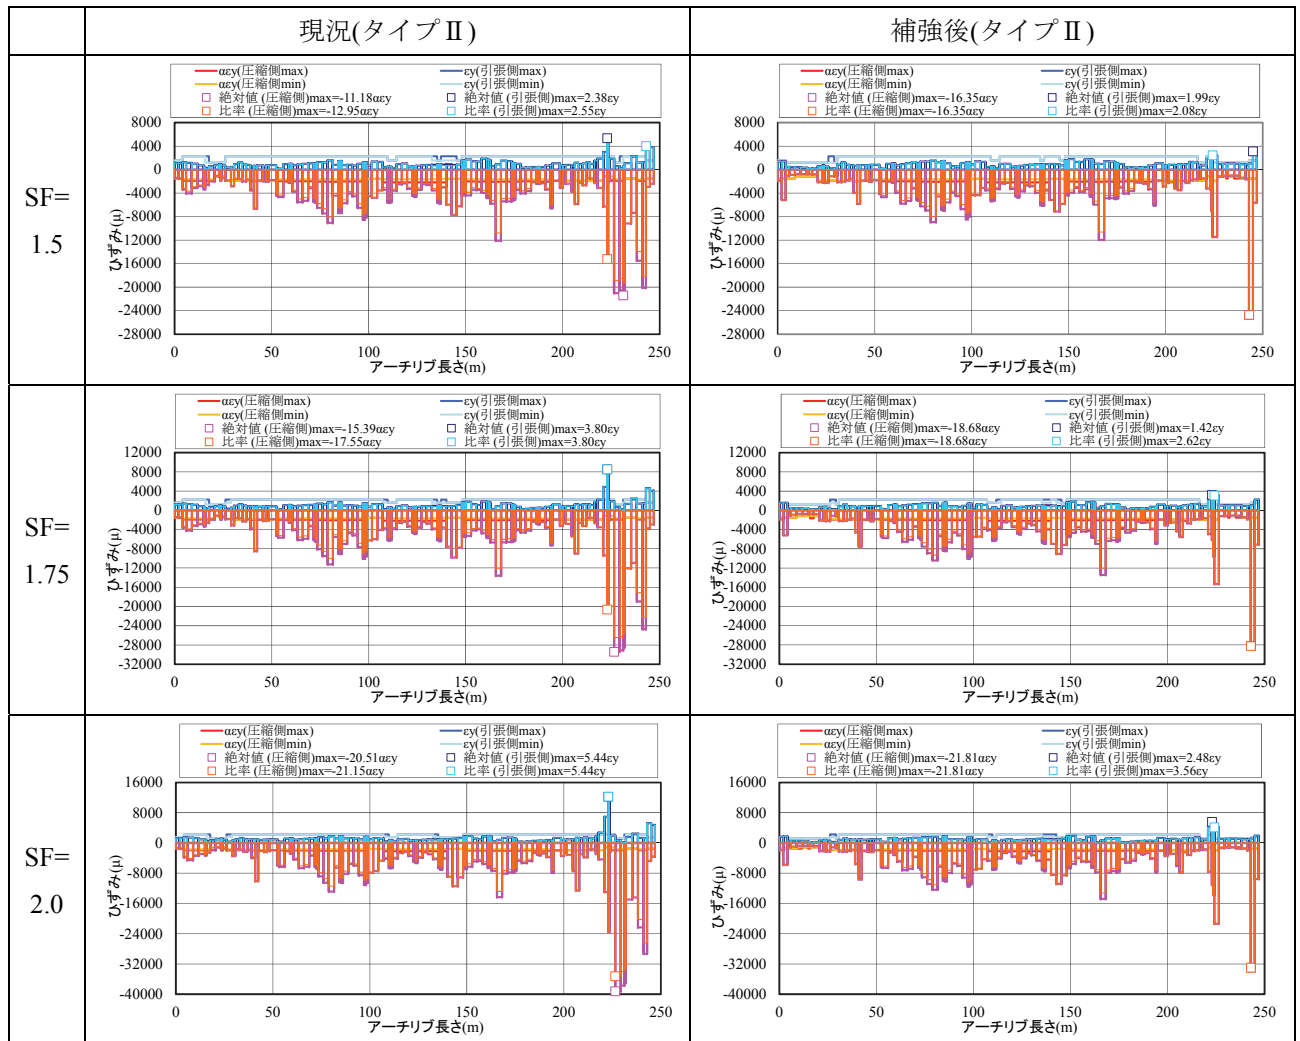 現況(タイプⅡ)
補強後(タイプⅡ)
SF=
1.5
αεy(圧縮側max)
εy(引張側max)
αεy(圧縮側min)
εy(引張側min)
絶対値 (圧縮側)max=-11.18αεy
絶対値 (引張側)max=2.38εy
比率 (圧縮側)max=-12.95αεy
比率 (引張側)max=2.55εy
8000
4000
0
-4000
-8000
-12000
-16000
-20000
-24000
-28000
ひずみ(μ)
0 50 100 150 200 250
アーチリブ長さ(m)
αεy(圧縮側max)
εy(引張側max)
αεy(圧縮側min)
εy(引張側min)
絶対値 (圧縮側)max=-16.35αεy
絶対値 (引張側)max=1.99εy
比率 (圧縮側)max=-16.35αεy
比率 (引張側)max=2.08εy
8000
4000
0
-4000
-8000
-12000
-16000
-20000
-24000
-28000
ひずみ(μ)
0 50 100 150 200 250
アーチリブ長さ(m)
SF=
1.75
αεy(圧縮側max)
εy(引張側max)
αεy(圧縮側min)
εy(引張側min)
絶対値 (圧縮側)max=-15.39αεy
絶対値 (引張側)max=3.80εy
比率 (圧縮側)max=-17.55αεy
比率 (引張側)max=3.80εy
12000
8000
4000
0
-4000
-8000
-12000
-16000
-20000
-24000
-28000
-32000
ひずみ(μ)
0 50 100 150 200 250
アーチリブ長さ(m)
αεy(圧縮側max)
εy(引張側max)
αεy(圧縮側min)
εy(引張側min)
絶対値 (圧縮側)max=-18.68αεy
絶対値 (引張側)max=1.42εy
比率 (圧縮側)max=-18.68αεy
比率 (引張側)max=2.62εy
12000
8000
4000
0
-4000
-8000
-12000
-16000
-20000
-24000
-28000
-32000
ひずみ(μ)
0 50 100 150 200 250
アーチリブ長さ(m)
SF=
2.0
αεy(圧縮側max)
εy(引張側max)
αεy(圧縮側min)
εy(引張側min)
絶対値 (圧縮側)max=-20.51αεy
絶対値 (引張側)max=5.44εy
比率 (圧縮側)max=-21.15αεy
比率 (引張側)max=5.44εy
16000
8000
0
-8000
-16000
-24000
-32000
-40000
ひずみ(μ)
0 50 100 150 200 250
アーチリブ長さ(m)
αεy(圧縮側max)
εy(引張側max)
αεy(圧縮側min)
εy(引張側min)
絶対値 (圧縮側)max=-21.81αεy
絶対値 (引張側)max=2.48εy
比率 (圧縮側)max=-21.81αεy
比率 (引張側)max=3.56εy
16000
8000
0
-8000
-16000
-24000
-32000
-40000
ひずみ(μ)
0 50 100 150 200 250
アーチリブ長さ(m)